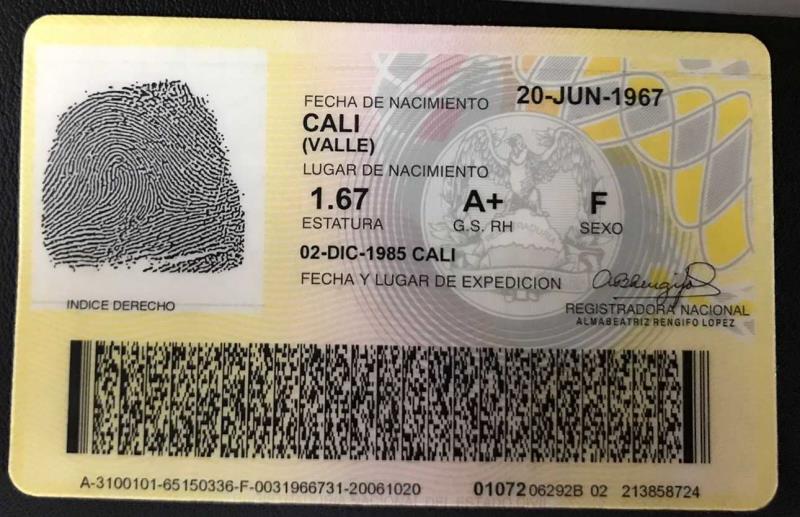 FECHA DE NACIMIENTO 20-JUN-1967
CALI
(VALLE)
LUGAR DE NACIMIENTO
1.67 A+ F
ESTATURA G.S. RH SEXO
02-DIC-1985 CALI
FECHA Y LUGAR DE EXPEDICION
INDICE DERECHO
REGISTRADORA NACIONAL
ALMABEATRIZ RENGIFO LOPEZ
A-3100101-65150336-F-0031966731-20061020 01072 06292B 02 213858724